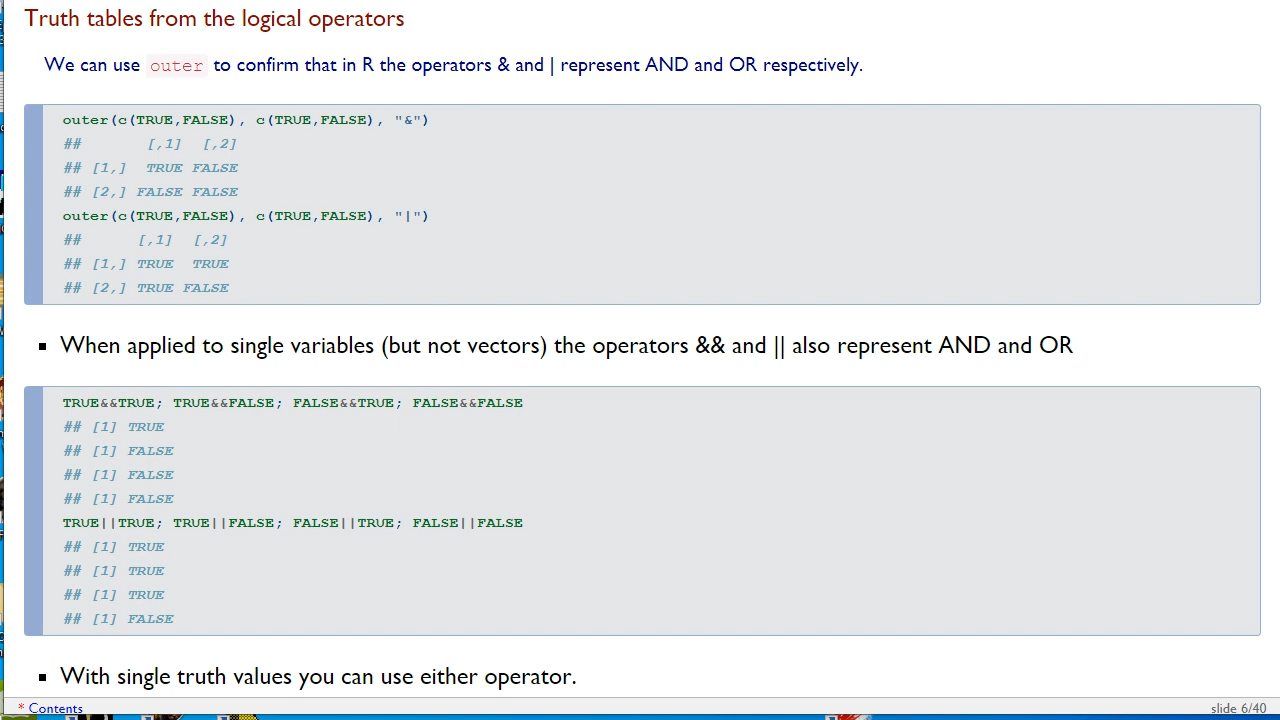 Truth tables from the logical operators
We can use outer to confirm that in R the operators & and | represent AND and OR respectively.
outer(c(TRUE,FALSE), c(TRUE,FALSE), "&")
##       [,1]  [,2]
## [1,]  TRUE FALSE
## [2,] FALSE FALSE
outer(c(TRUE,FALSE), c(TRUE,FALSE), "|")
##      [,1]  [,2]
## [1,] TRUE  TRUE
## [2,] TRUE FALSE
▪ When applied to single variables (but not vectors) the operators && and || also represent AND and OR
TRUE&&TRUE; TRUE&&FALSE; FALSE&&TRUE; FALSE&&FALSE
## [1] TRUE
## [1] FALSE
## [1] FALSE
## [1] FALSE
TRUE||TRUE; TRUE||FALSE; FALSE||TRUE; FALSE||FALSE
## [1] TRUE
## [1] TRUE
## [1] TRUE
## [1] FALSE
▪ With single truth values you can use either operator.
* Contents
slide 6/40